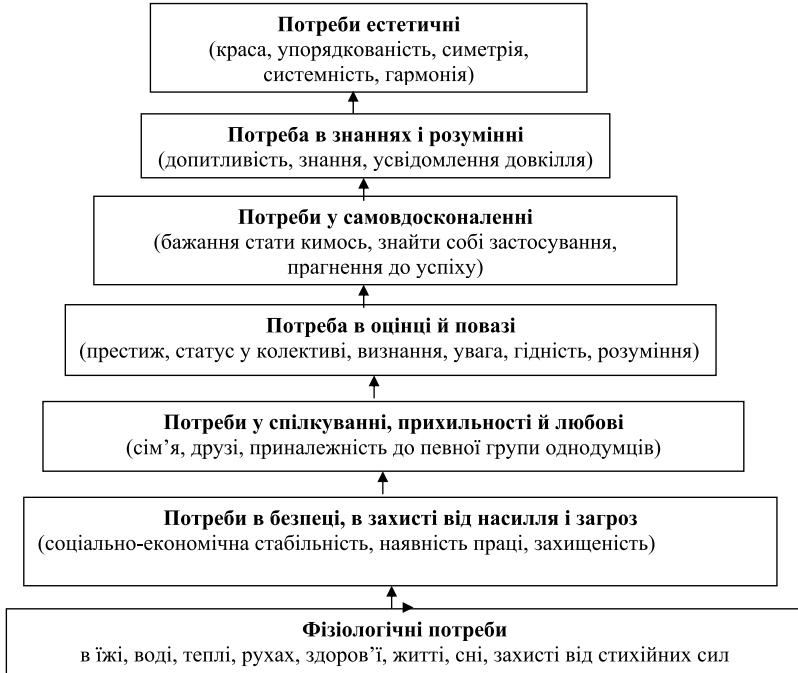 Потреби естетичні
(краса, упорядкованість, симетрія,
системність, гармонія)
Потреба в знаннях і розумінні
(допитливість, знання, усвідомлення довкілля)
Потреби у самовдосконаленні
(бажання стати кимось, знайти собі застосування,
прагнення до успіху)
Потреба в оцінці й повазі
(престиж, статус у колективі, визнання, увага, гідність, розуміння)
Потреби у спілкуванні, прихильності й любові
(сім’я, друзі, приналежність до певної групи однодумців)
Потреби в безпеці, в захисті від насилля і загроз
(соціально-економічна стабільність, наявність праці, захищеність)
Фізіологічні потреби
в їжі, воді, теплі, рухах, здоров’ї, житті, сні, захисті від стихійних сил